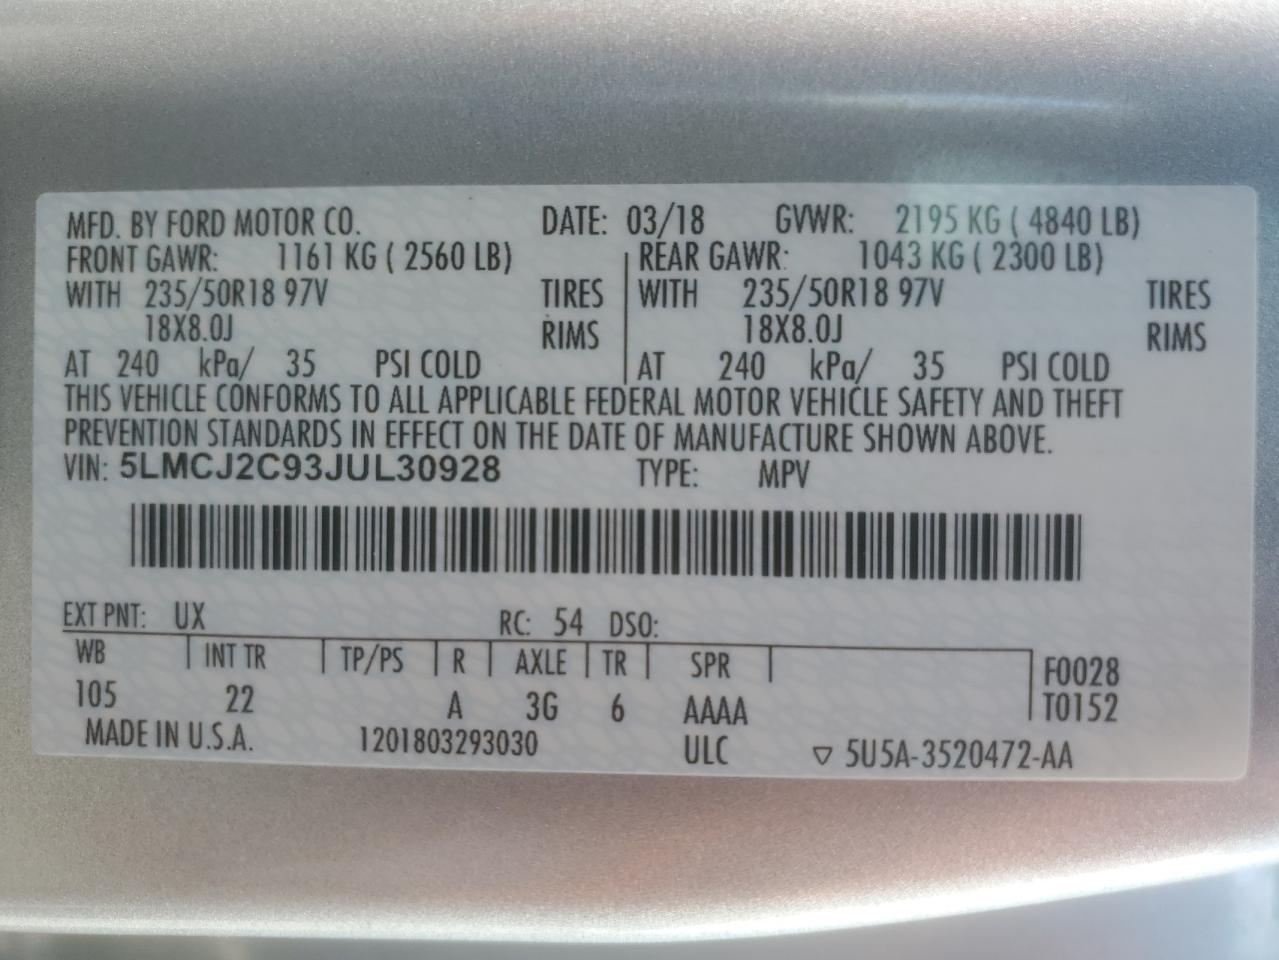 MFD. BY FORD MOTOR CO. DATE: 03/18 GVWR: 2195 KG ( 4840 LB)
FRONT GAWR: 1161 KG ( 2560 LB) REAR GAWR: 1043 KG ( 2300 LB)
WITH 235/50R18 97V TIRES WITH 235/50R18 97V TIRES
18X8.0J RIMS 18X8.0J RIMS
AT 240 kPa/ 35 PSI COLD AT 240 kPa/ 35 PSI COLD
THIS VEHICLE CONFORMS TO ALL APPLICABLE FEDERAL MOTOR VEHICLE SAFETY AND THEFT
PREVENTION STANDARDS IN EFFECT ON THE DATE OF MANUFACTURE SHOWN ABOVE.
VIN: 5LMCJ2C93JUL30928 TYPE: MPV
EXT PNT: UX RC: 54 DSO:
WB INT TR TP/PS R AXLE TR SPR F0028
105 22 A 3G 6 AAAA T0152
MADE IN U.S.A. 1201803293030 ULC ▽ 5U5A-3520472-AA